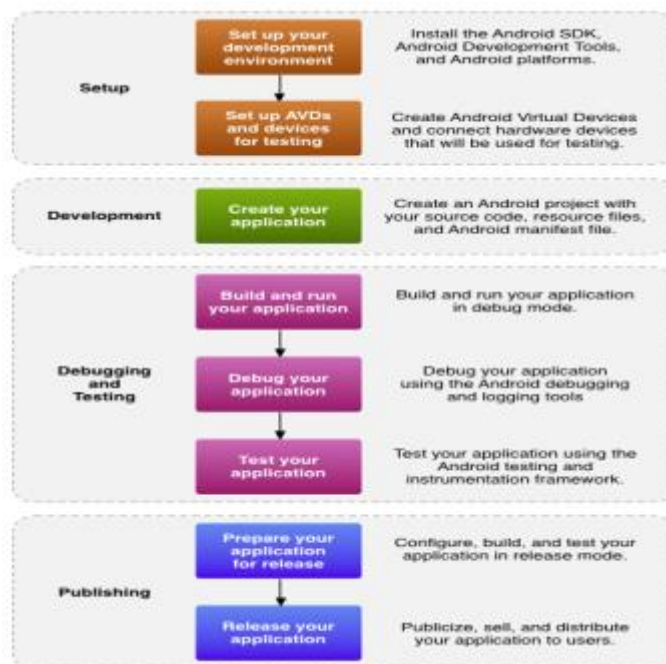 Set up your
development
environment
Install the Android SDK,
Android Development Tools,
and Android platforms.
Setup
Set up AVDs
and devices
for testing
Create Android Virtual Devices
and connect hardware devices
that will be used for testing.
Development
Create your
application
Create an Android project with
your source code, resource files,
and Android manifest file.
Build and run
your application
Build and run your application
in debug mode.
Debugging
and
Testing
Debug your
application
Debug your application
using the Android debugging
and logging tools
Test your
application
Test your application using the
Android testing and
instrumentation framework.
Prepare your
application
for release
Configure, build, and test your
application in release mode.
Publishing
Release your
application
Publicize, sell, and distribute
your application to users.